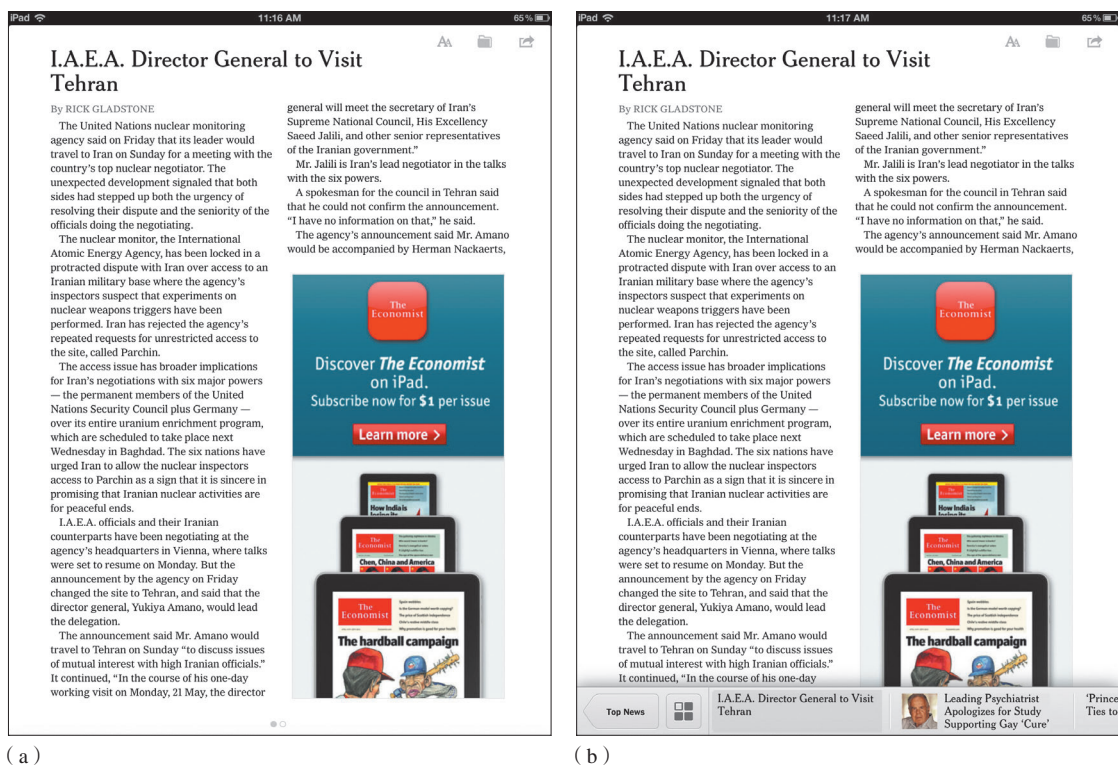 iPad
11:16 AM
65%
AA
I.A.E.A. Director General to Visit
Tehran
By RICK GLADSTONE
The United Nations nuclear monitoring
agency said on Friday that its leader would
travel to Iran on Sunday for a meeting with the
country's top nuclear negotiator. The
unexpected development signaled that both
sides had stepped up both the urgency of
resolving their dispute and the seniority of the
officials doing the negotiating.
The nuclear monitor, the International
Atomic Energy Agency, has been locked in a
protracted dispute with Iran over access to an
Iranian military base where the agency's
inspectors suspect that experiments on
nuclear weapons triggers have been
performed. Iran has rejected the agency's
repeated requests for unrestricted access to
the site, called Parchin.
The access issue has broader implications
for Iran's negotiations with six major powers
— the permanent members of the United
Nations Security Council plus Germany —
over its entire uranium enrichment program,
which are scheduled to take place next
Wednesday in Baghdad. The six nations have
urged Iran to allow the nuclear inspectors
access to Parchin as a sign that it is sincere in
promising that Iranian nuclear activities are
for peaceful ends.
I.A.E.A. officials and their Iranian
counterparts have been negotiating at the
agency's headquarters in Vienna, where talks
were set to resume on Monday. But the
announcement by the agency on Friday
changed the site to Tehran, and said that the
director general, Yukiya Amano, would lead
the delegation.
The announcement said Mr. Amano would
travel to Tehran on Sunday “to discuss issues
of mutual interest with high Iranian officials.”
It continued, “In the course of his one-day
working visit on Monday, 21 May, the director
general will meet the secretary of Iran's
Supreme National Council, His Excellency
Saeed Jalili, and other senior representatives
of the Iranian government.”
Mr. Jalili is Iran's lead negotiator in the talks
with the six powers.
A spokesman for the council in Tehran said
that he could not confirm the announcement.
“I have no information on that,” he said.
The agency's announcement said Mr. Amano
would be accompanied by Herman Nackaerts,
The
Economist
Discover The Economist
on iPad.
Subscribe now for $1 per issue
Learn more >
How India is
losing its
The
Economist
Chen, China and America
The
Economist
The hardball campaign
(a)
iPad
11:17 AM
65%
AA
I.A.E.A. Director General to Visit
Tehran
By RICK GLADSTONE
The United Nations nuclear monitoring
agency said on Friday that its leader would
travel to Iran on Sunday for a meeting with the
country's top nuclear negotiator. The
unexpected development signaled that both
sides had stepped up both the urgency of
resolving their dispute and the seniority of the
officials doing the negotiating.
The nuclear monitor, the International
Atomic Energy Agency, has been locked in a
protracted dispute with Iran over access to an
Iranian military base where the agency's
inspectors suspect that experiments on
nuclear weapons triggers have been
performed. Iran has rejected the agency's
repeated requests for unrestricted access to
the site, called Parchin.
The access issue has broader implications
for Iran's negotiations with six major powers
— the permanent members of the United
Nations Security Council plus Germany —
over its entire uranium enrichment program,
which are scheduled to take place next
Wednesday in Baghdad. The six nations have
urged Iran to allow the nuclear inspectors
access to Parchin as a sign that it is sincere in
promising that Iranian nuclear activities are
for peaceful ends.
I.A.E.A. officials and their Iranian
counterparts have been negotiating at the
agency's headquarters in Vienna, where talks
were set to resume on Monday. But the
announcement by the agency on Friday
changed the site to Tehran, and said that the
director general, Yukiya Amano, would lead
the delegation.
The announcement said Mr. Amano would
travel to Tehran on Sunday “to discuss issues
of mutual interest with high Iranian officials.”
It continued, “In the course of his one-day
general will meet the secretary of Iran's
Supreme National Council, His Excellency
Saeed Jalili, and other senior representatives
of the Iranian government.”
Mr. Jalili is Iran's lead negotiator in the talks
with the six powers.
A spokesman for the council in Tehran said
that he could not confirm the announcement.
“I have no information on that,” he said.
The agency's announcement said Mr. Amano
would be accompanied by Herman Nackaerts,
The
Economist
Discover The Economist
on iPad.
Subscribe now for $1 per issue
Learn more >
How India is
losing its
The
Economist
Chen, China and America
The
Economist
The hardball campaign
Top News
I.A.E.A. Director General to Visit
Tehran
Leading Psychiatrist
Apologizes for Study
Supporting Gay ‘Cure’
‘Prince
Ties to
(b)